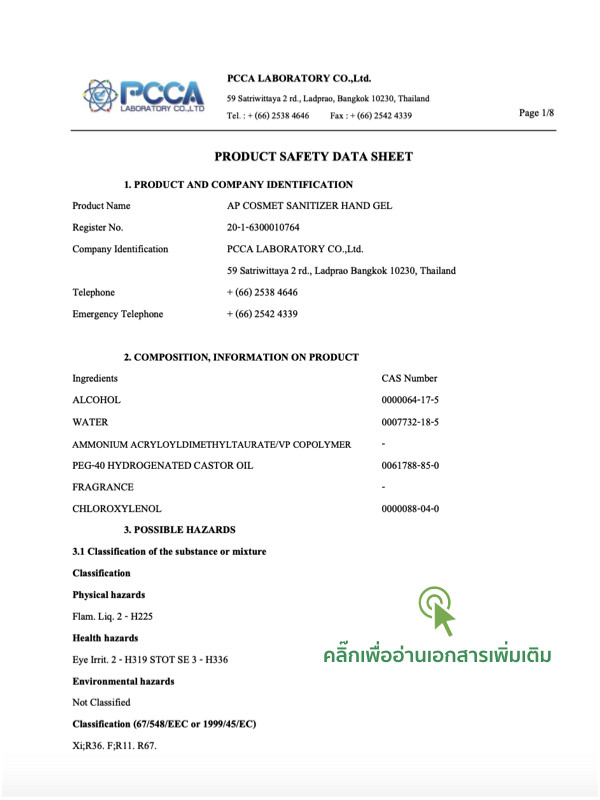 PCCA
LABORATORY CO.,LTD
PCCA LABORATORY CO.,Ltd.
59 Satriwittaya 2 rd., Ladprao, Bangkok 10230, Thailand
Tel. : + (66) 2538 4646 Fax : + (66) 2542 4339
Page 1/8
PRODUCT SAFETY DATA SHEET
1. PRODUCT AND COMPANY IDENTIFICATION
Product Name AP COSMET SANITIZER HAND GEL
Register No. 20-1-6300010764
Company Identification PCCA LABORATORY CO.,Ltd.
59 Satriwittaya 2 rd., Ladprao Bangkok 10230, Thailand
Telephone + (66) 2538 4646
Emergency Telephone + (66) 2542 4339
2. COMPOSITION, INFORMATION ON PRODUCT
Ingredients CAS Number
ALCOHOL 0000064-17-5
WATER 0007732-18-5
AMMONIUM ACRYLOYLDIMETHYLTAURATE/VP COPOLYMER -
PEG-40 HYDROGENATED CASTOR OIL 0061788-85-0
FRAGRANCE -
CHLOROXYLENOL 0000088-04-0
3. POSSIBLE HAZARDS
3.1 Classification of the substance or mixture
Classification
Physical hazards
Flam. Liq. 2 - H225
Health hazards
Eye Irrit. 2 - H319 STOT SE 3 - H336
Environmental hazards
Not Classified
Classification (67/548/EEC or 1999/45/EC)
Xi;R36. F;R11. R67.
คลิ๊กเพื่ออ่านเอกสารเพิ่มเติม